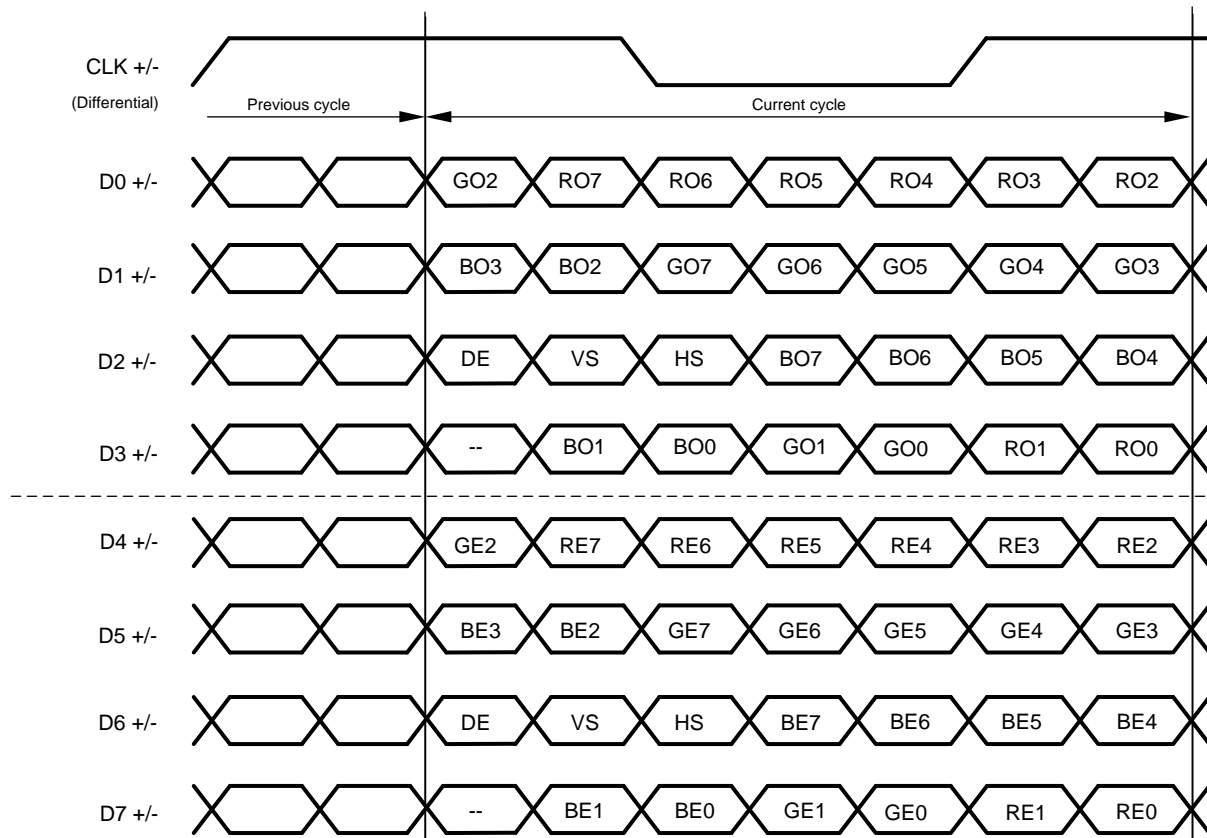 CLK +/-
(Differential)
Previous cycle Current cycle
D0 +/- GO2 RO7 RO6 RO5 RO4 RO3 RO2
D1 +/- BO3 BO2 GO7 GO6 GO5 GO4 GO3
D2 +/- DE VS HS BO7 BO6 BO5 BO4
D3 +/- -- BO1 BO0 GO1 GO0 RO1 RO0
D4 +/- GE2 RE7 RE6 RE5 RE4 RE3 RE2
D5 +/- BE3 BE2 GE7 GE6 GE5 GE4 GE3
D6 +/- DE VS HS BE7 BE6 BE5 BE4
D7 +/- -- BE1 BE0 GE1 GE0 RE1 RE0